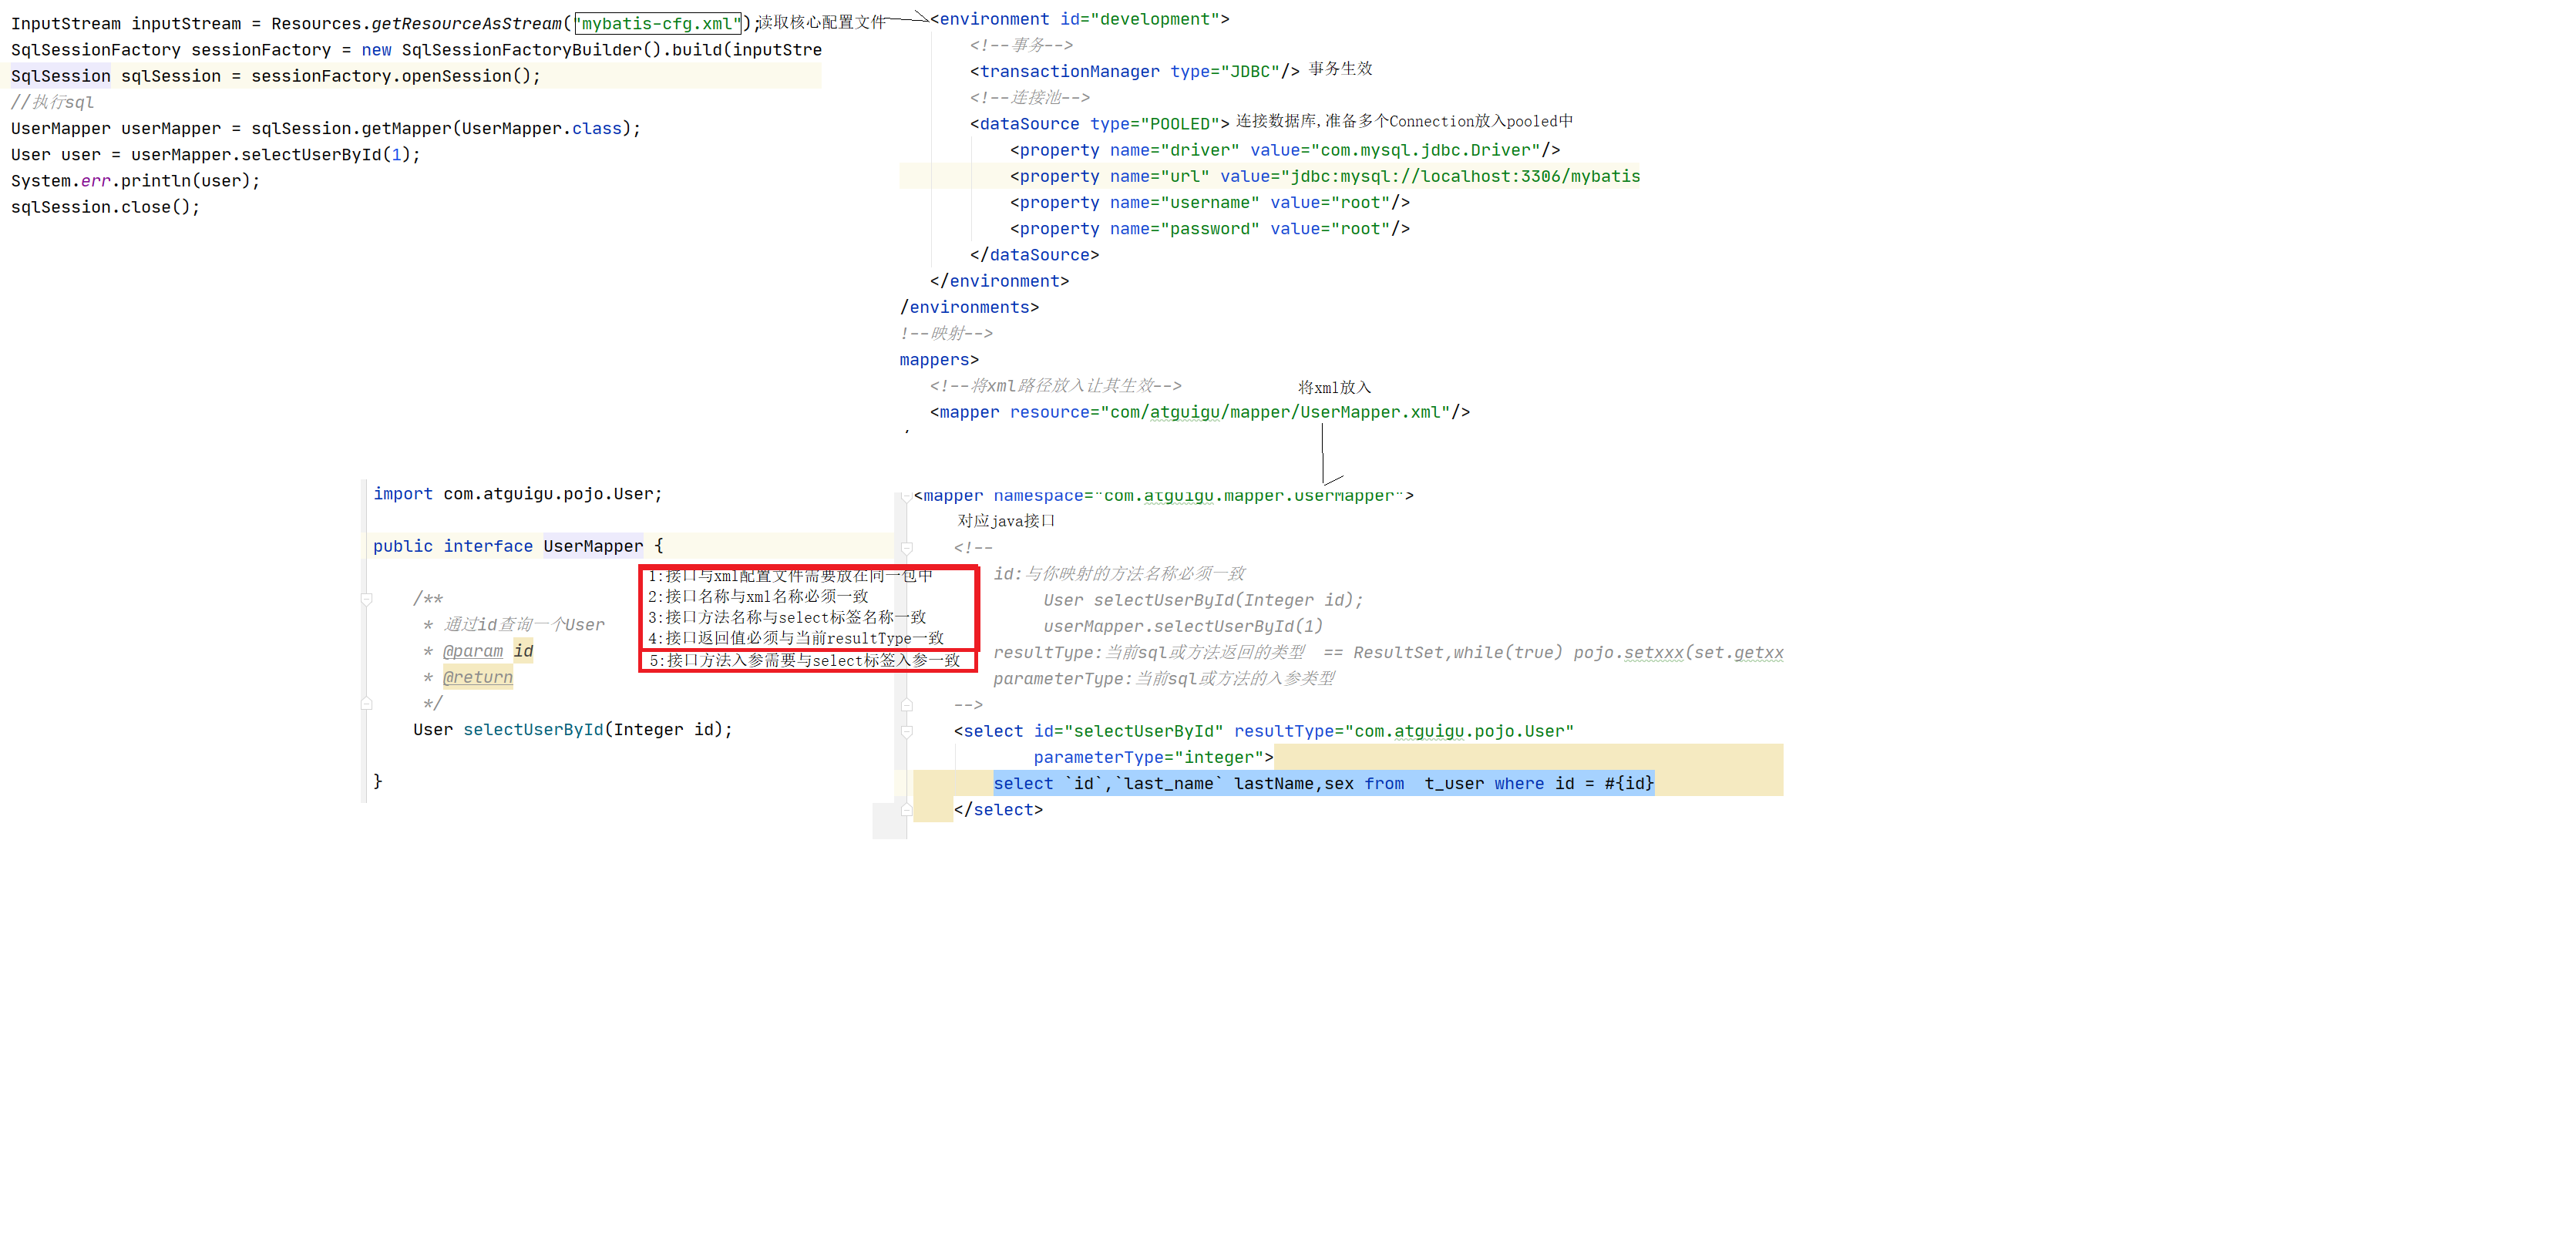 InputStream inputStream = Resources.getResourceAsStream("mybatis-cfg.xml");读取核心配置文件
SqlSessionFactory sessionFactory = new SqlSessionFactoryBuilder().build(inputStre
SqlSession sqlSession = sessionFactory.openSession();
//执行sql
UserMapper userMapper = sqlSession.getMapper(UserMapper.class);
User user = userMapper.selectUserById(1);
System.err.println(user);
sqlSession.close();
<environment id="development">
<!--事务-->
<transactionManager type="JDBC"/> 事务生效
<!--连接池-->
<dataSource type="POOLED"> 连接数据库,准备多个Connection放入pooled中
<property name="driver" value="com.mysql.jdbc.Driver"/>
<property name="url" value="jdbc:mysql://localhost:3306/mybatis
<property name="username" value="root"/>
<property name="password" value="root"/>
</dataSource>
</environment>
/environments>
!--映射-->
mappers>
<!--将xml路径放入让其生效-->
将xml放入
<mapper resource="com/atguigu/mapper/UserMapper.xml"/>
import com.atguigu.pojo.User;
public interface UserMapper {
/**
* 通过id查询一个User
* @param id
* @return
*/
User selectUserById(Integer id);
}
1:接口与xml配置文件需要放在同一包中
2:接口名称与xml名称必须一致
3:接口方法名称与select标签名称一致
4:接口返回值必须与当前resultType一致
5:接口方法入参需要与select标签入参一致
<mapper namespace="com.atguigu.mapper.UserMapper">
对应java接口
<!--
id:与你映射的方法名称必须一致
User selectUserById(Integer id);
userMapper.selectUserById(1)
resultType:当前sql或方法返回的类型 == ResultSet,while(true) pojo.setxxx(set.getxx
parameterType:当前sql或方法的入参类型
-->
<select id="selectUserById" resultType="com.atguigu.pojo.User"
parameterType="integer">
select `id`,`last_name` lastName,sex from  t_user where id = #{id}
</select>